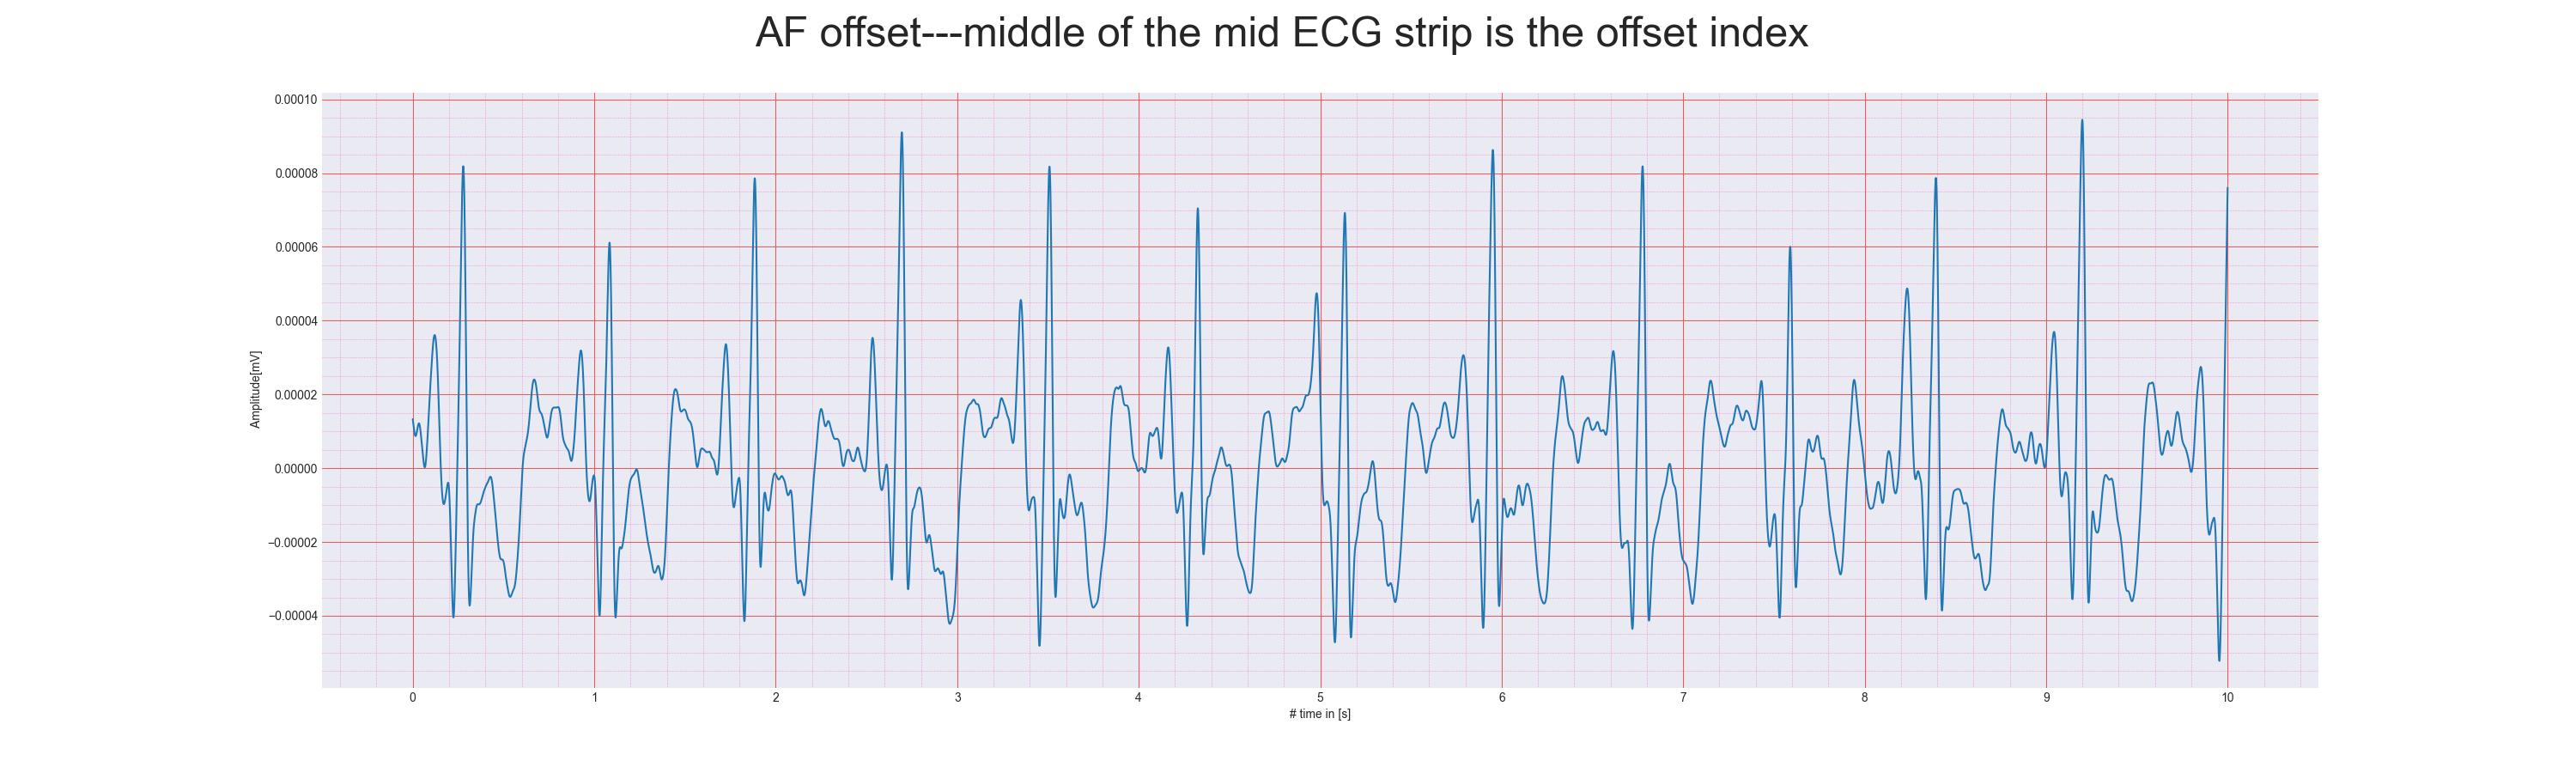 AF offset---middle of the mid ECG strip is the offset index
0.00010
0.00008
0.00006
0.00004
0.00002
0.00000
−0.00002
−0.00004
Amplitude[mV]
0 1 2 3 4 5 6 7 8 9 10
# time in [s]